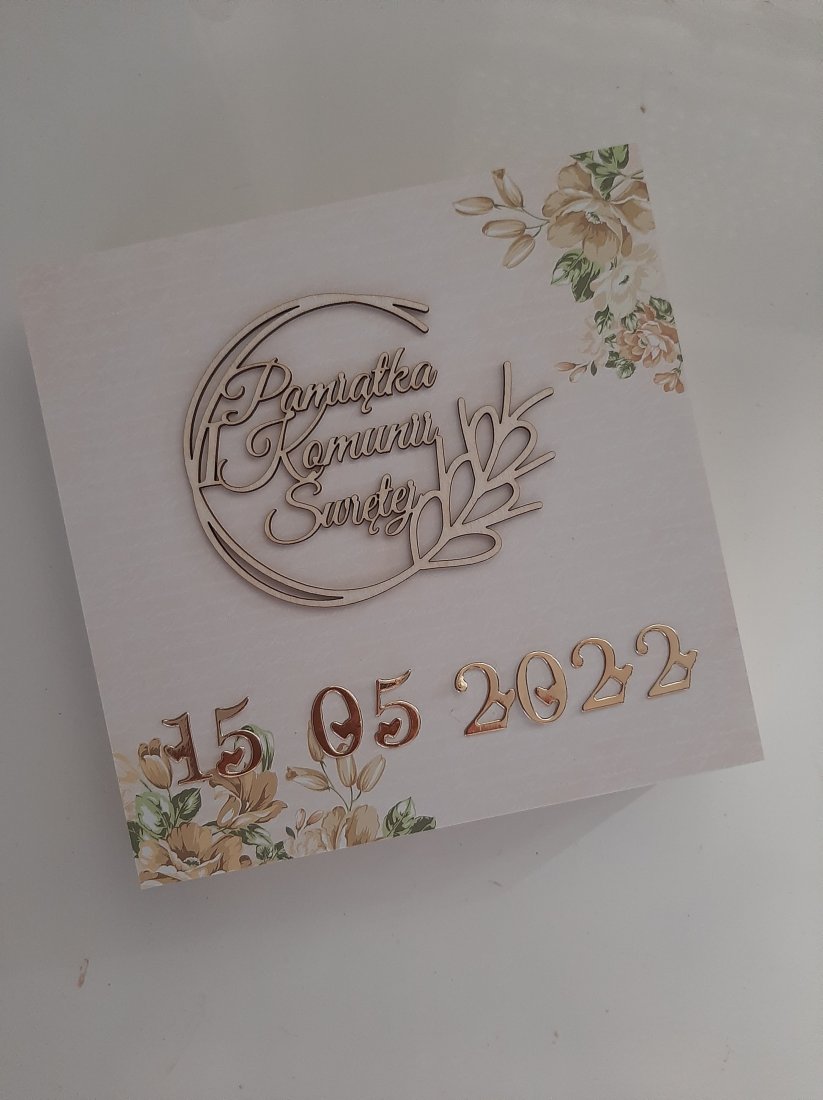 Pamiątka
I Komunii
Świętej
15 05 2022